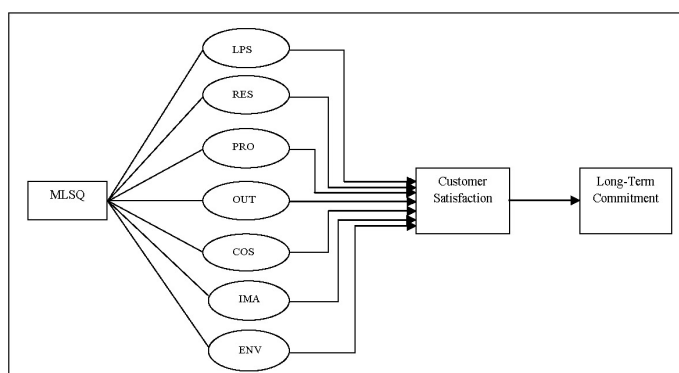 LPS
RES
PRO
MLSQ
OUT
COS
IMA
ENV
Customer
Satisfaction
Long-Term
Commitment